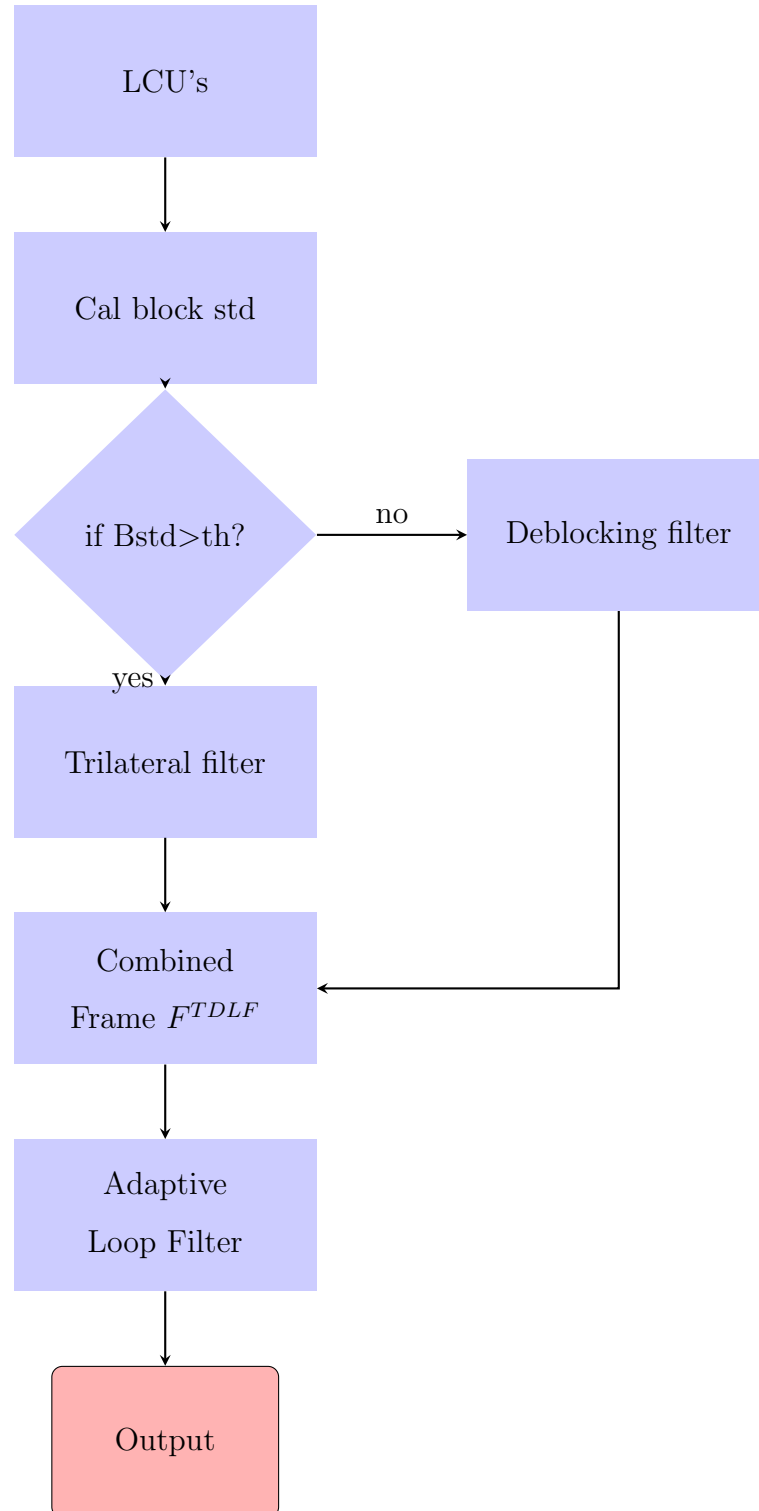 LCU's
Cal block std
if Bstd>th?
no
Deblocking filter
yes
Trilateral filter
Combined
Frame F^{TDLF}
Adaptive
Loop Filter
Output